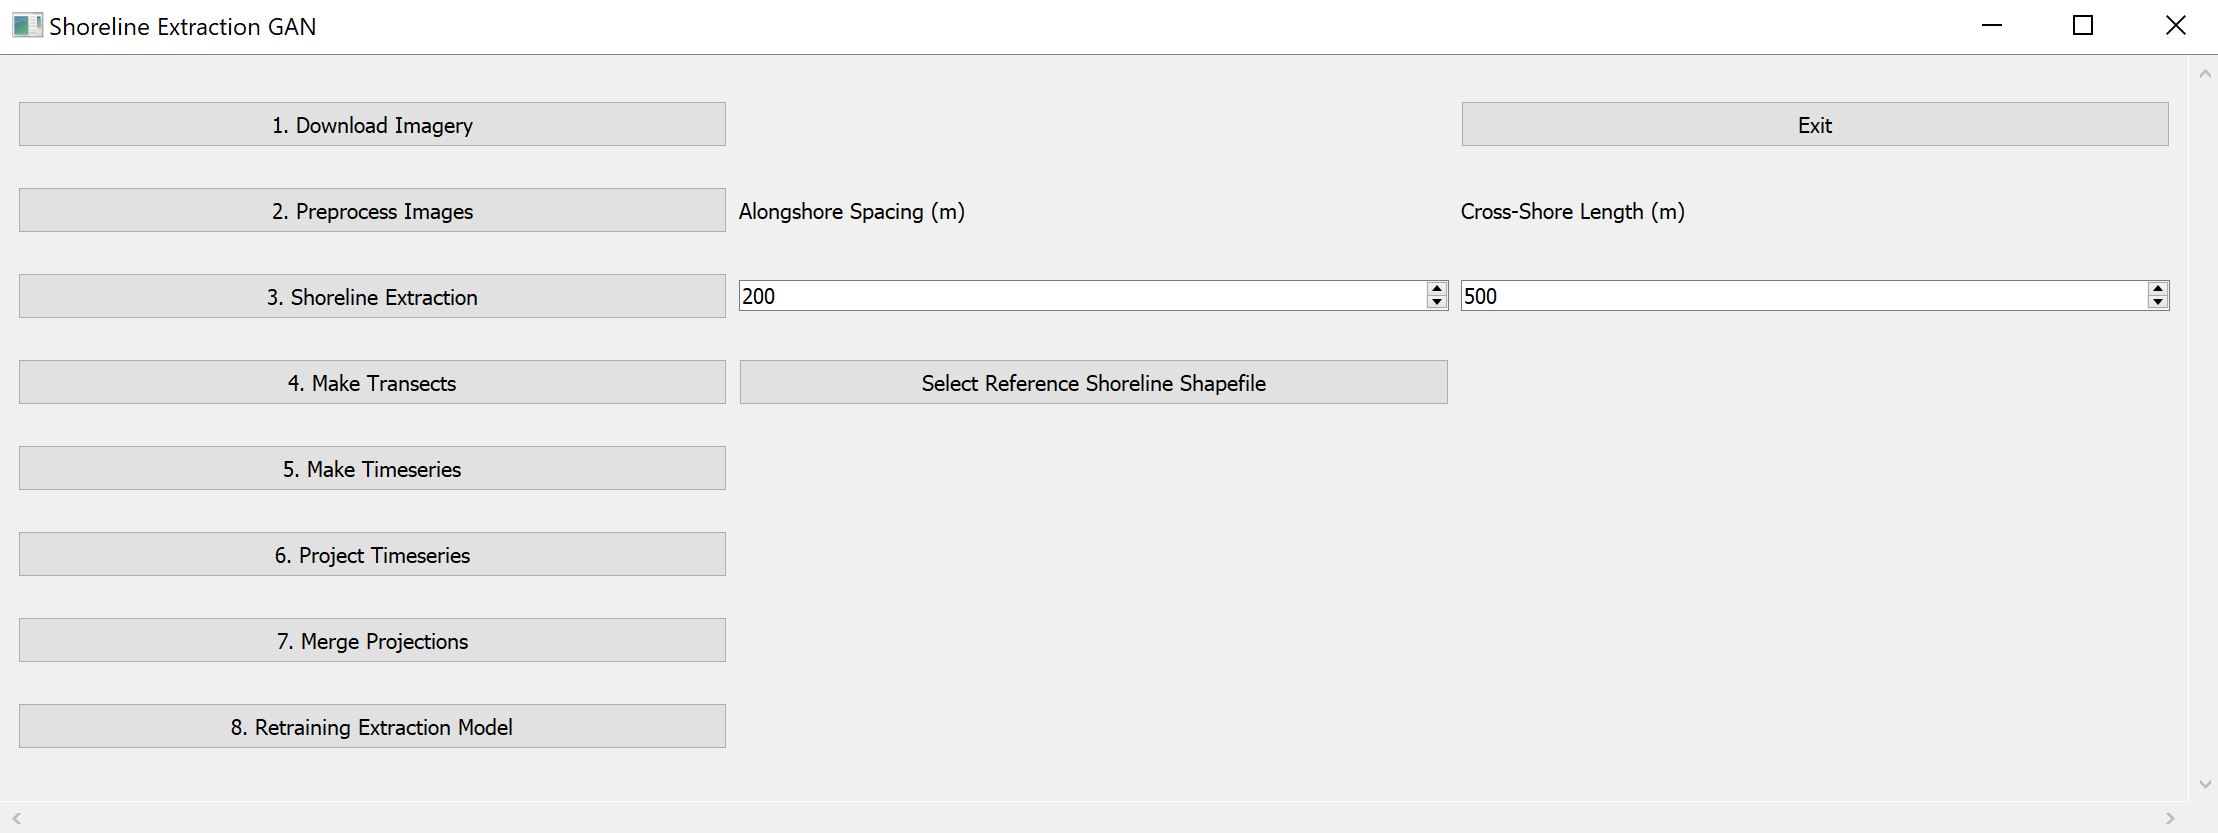 Shoreline Extraction GAN
1. Download Imagery
Exit
2. Preprocess Images
Alongshore Spacing (m)
Cross-Shore Length (m)
3. Shoreline Extraction
200
500
4. Make Transects
Select Reference Shoreline Shapefile
5. Make Timeseries
6. Project Timeseries
7. Merge Projections
8. Retraining Extraction Model